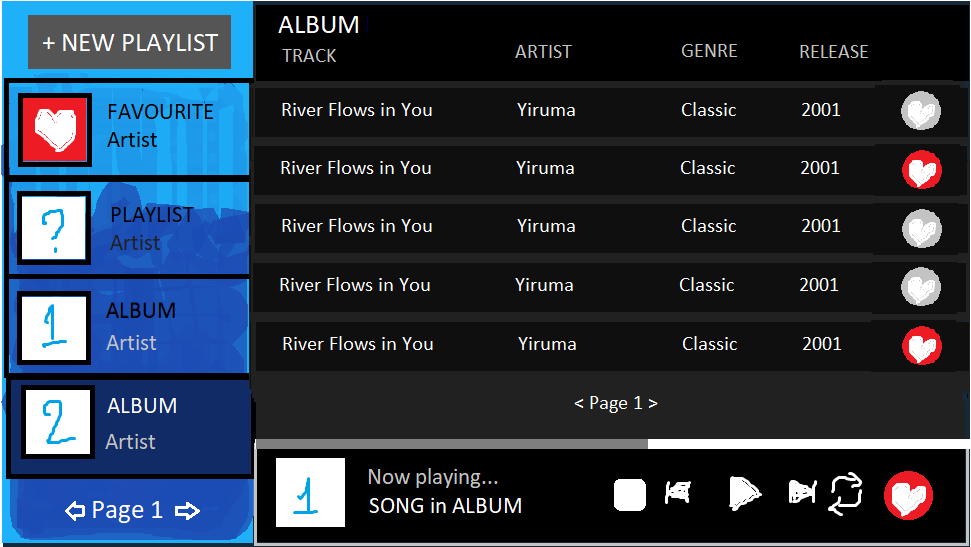 + NEW PLAYLIST
FAVOURITE
Artist
?
PLAYLIST
Artist
1
ALBUM
Artist
2
ALBUM
Artist
Page 1
ALBUM
TRACK ARTIST GENRE RELEASE
River Flows in You Yiruma Classic 2001
River Flows in You Yiruma Classic 2001
River Flows in You Yiruma Classic 2001
River Flows in You Yiruma Classic 2001
River Flows in You Yiruma Classic 2001
< Page 1 >
1
Now playing...
SONG in ALBUM